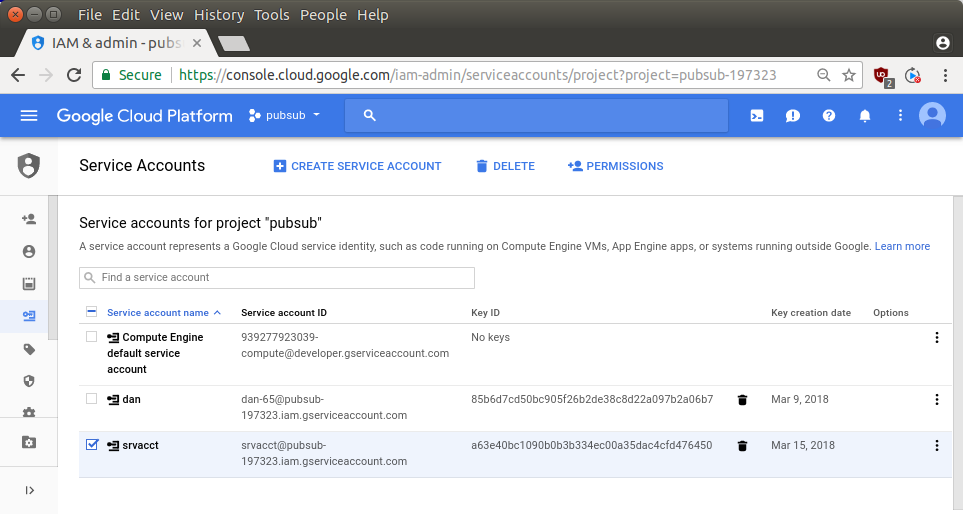 File Edit View History Tools People Help
IAM & admin - pubs
Secure https://console.cloud.google.com/iam-admin/serviceaccounts/project?project=pubsub-197323
2
Google Cloud Platform pubsub
Service Accounts CREATE SERVICE ACCOUNT DELETE PERMISSIONS
Service accounts for project "pubsub"
A service account represents a Google Cloud service identity, such as code running on Compute Engine VMs, App Engine apps, or systems running outside Google. Learn more
Find a service account
Service account name Service account ID Key ID Key creation date Options
Compute Engine 939277923039- No keys
default service compute@developer.gserviceaccount.com
account
dan dan-65@pubsub- 85b6d7cd50bc905f26b2de38c8d22a097b2a06b7 Mar 9, 2018
197323.iam.gserviceaccount.com
srvacct srvacct@pubsub- a63e40bc1090b0b3b334ec00a35dac4cfd476450 Mar 15, 2018
197323.iam.gserviceaccount.com